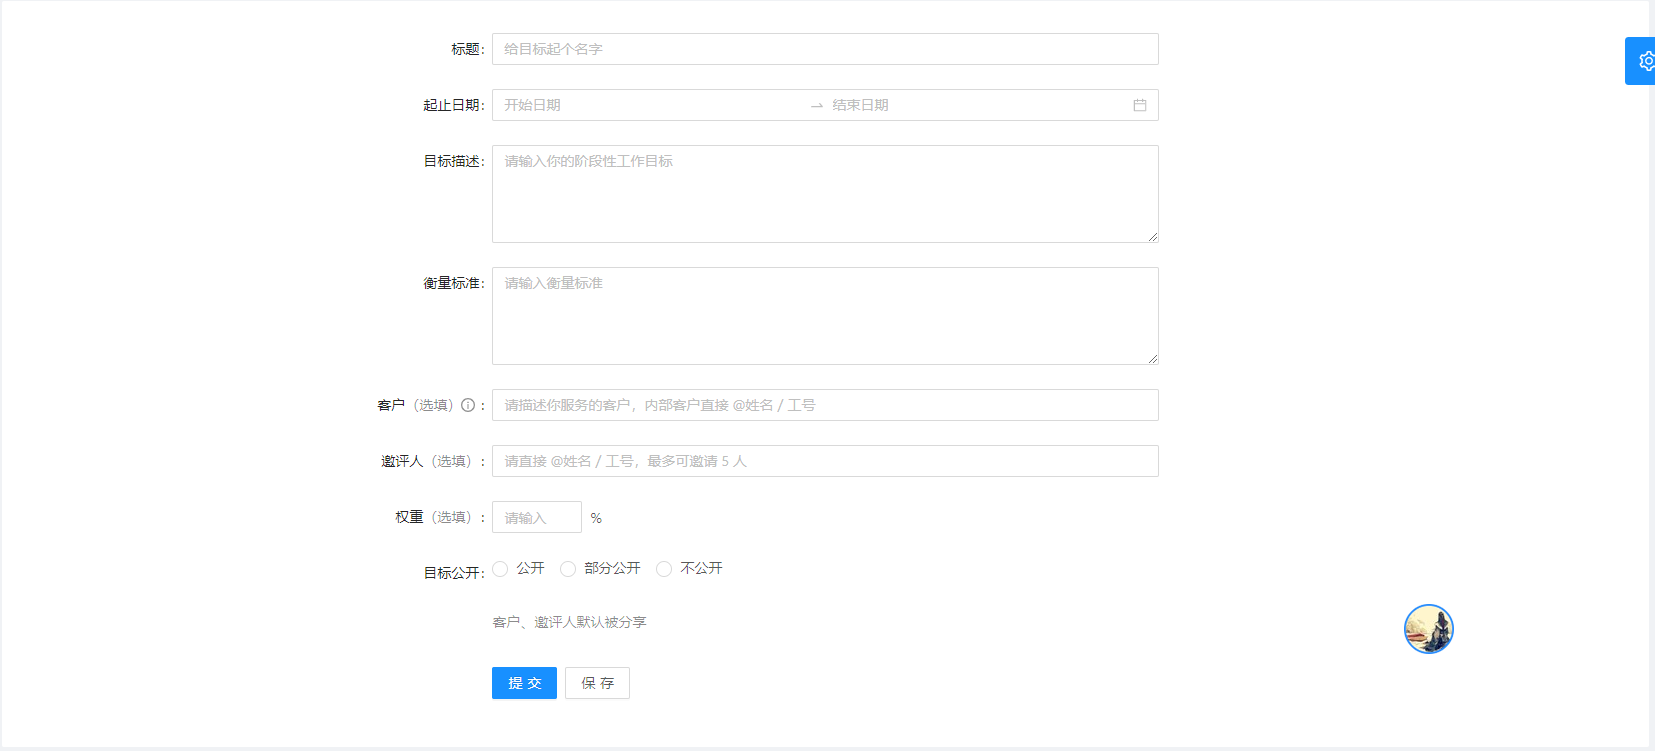 标题: 给目标起个名字
起止日期: 开始日期 → 结束日期
目标描述: 请输入你的阶段性工作目标
衡量标准: 请输入衡量标准
客户（选填） : 请描述你服务的客户，内部客户直接 @姓名 / 工号
邀评人（选填） : 请直接 @姓名 / 工号，最多可邀请 5 人
权重（选填） : 请输入 %
目标公开: 公开 部分公开 不公开
客户、邀评人默认被分享
提 交 保 存